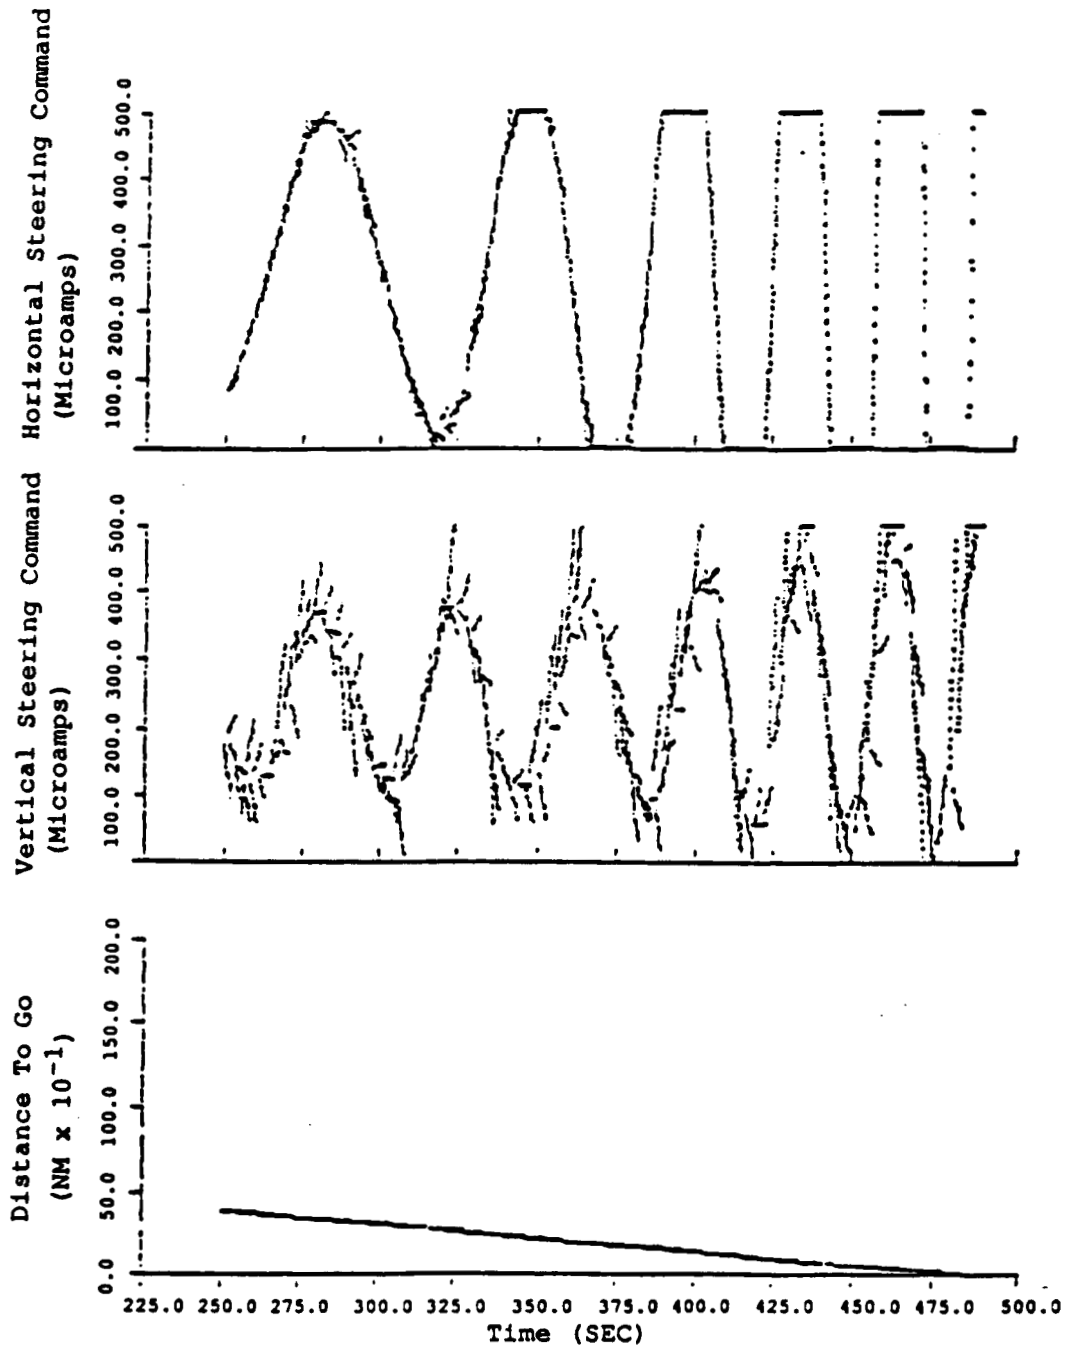 Horizontal Steering Command
(Microamps)
100.0 200.0 300.0 400.0 500.0
Vertical Steering Command
(Microamps)
100.0 200.0 300.0 400.0 500.0
Distance To Go
(NM x 10⁻¹)
0.0 50.0 100.0 150.0 200.0
225.0 250.0 275.0 300.0 325.0 350.0 375.0 400.0 425.0 450.0 475.0 500.0
Time (SEC)